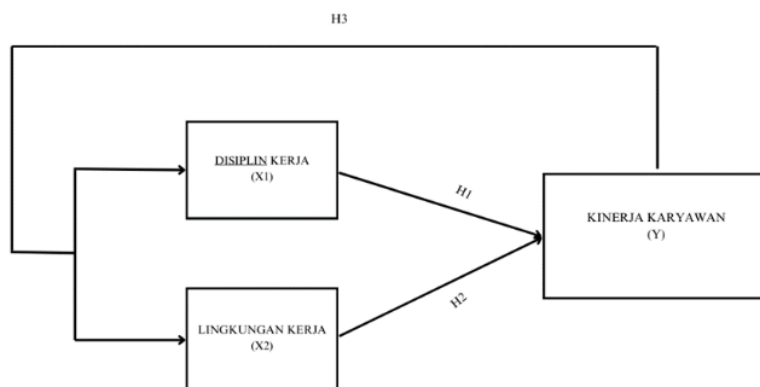 H3
DISIPLIN KERJA
(X1)
H1
KINERJA KARYAWAN
(Y)
H2
LINGKUNGAN KERJA
(X2)